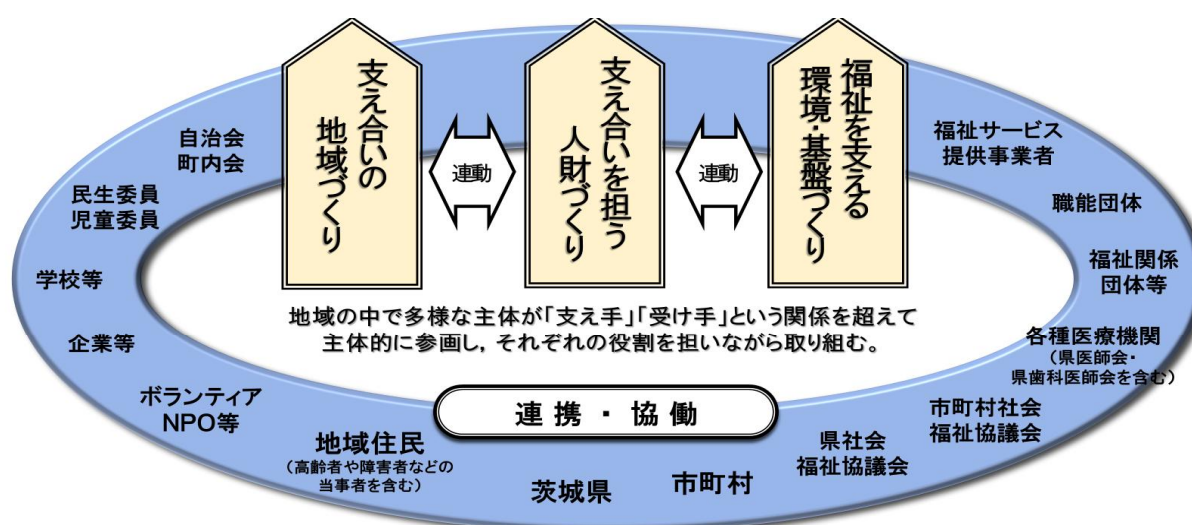 支え合いの
地域づくり
連動
支え合いを担う
人財づくり
連動
福祉を支える
環境・基盤づくり
自治会
町内会
民生委員
児童委員
学校等
企業等
ボランティア
NPO等
地域住民
（高齢者や障害者などの
当事者を含む）
茨城県
市町村
県社会
福祉協議会
市町村社会
福祉協議会
各種医療機関
（県医師会・
県歯科医師会を含む）
福祉関係
団体等
職能団体
福祉サービス
提供事業者
地域の中で多様な主体が「支え手」「受け手」という関係を超えて
主体的に参画し，それぞれの役割を担いながら取り組む。
連携・協働